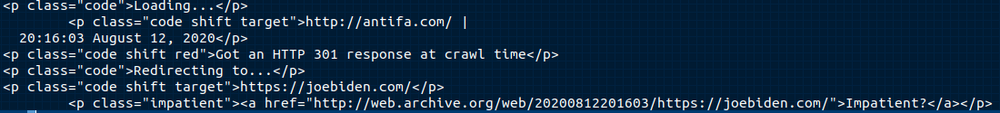 <p class="code">Loading...</p>
<p class="code shift target">http://antifa.com/ |
20:16:03 August 12, 2020</p>
<p class="code shift red">Got an HTTP 301 response at crawl time</p>
<p class="code">Redirecting to...</p>
<p class="code shift target">https://joebiden.com/</p>
<p class="impatient"><a href="http://web.archive.org/web/20200812201603/https://joebiden.com/">Impatient?</a></p>